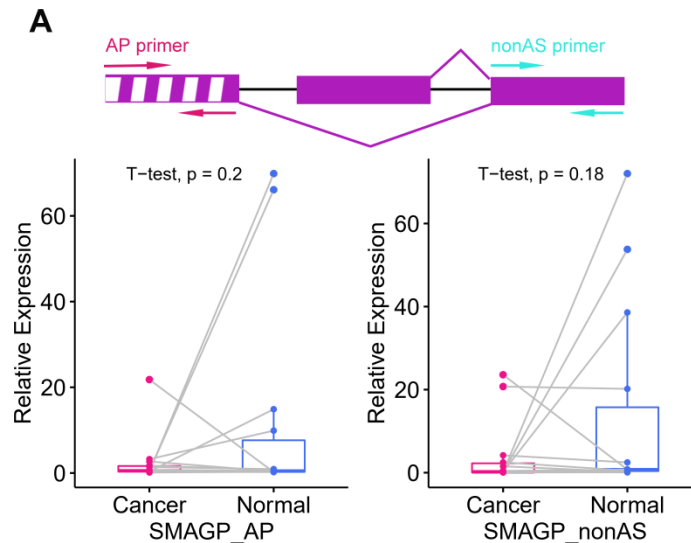 A
AP primer
nonAS primer
T-test, p = 0.2
T-test, p = 0.18
Relative Expression
60
40
20
0
Cancer Normal
SMAGP_AP
Relative Expression
60
40
20
0
Cancer Normal
SMAGP_nonAS